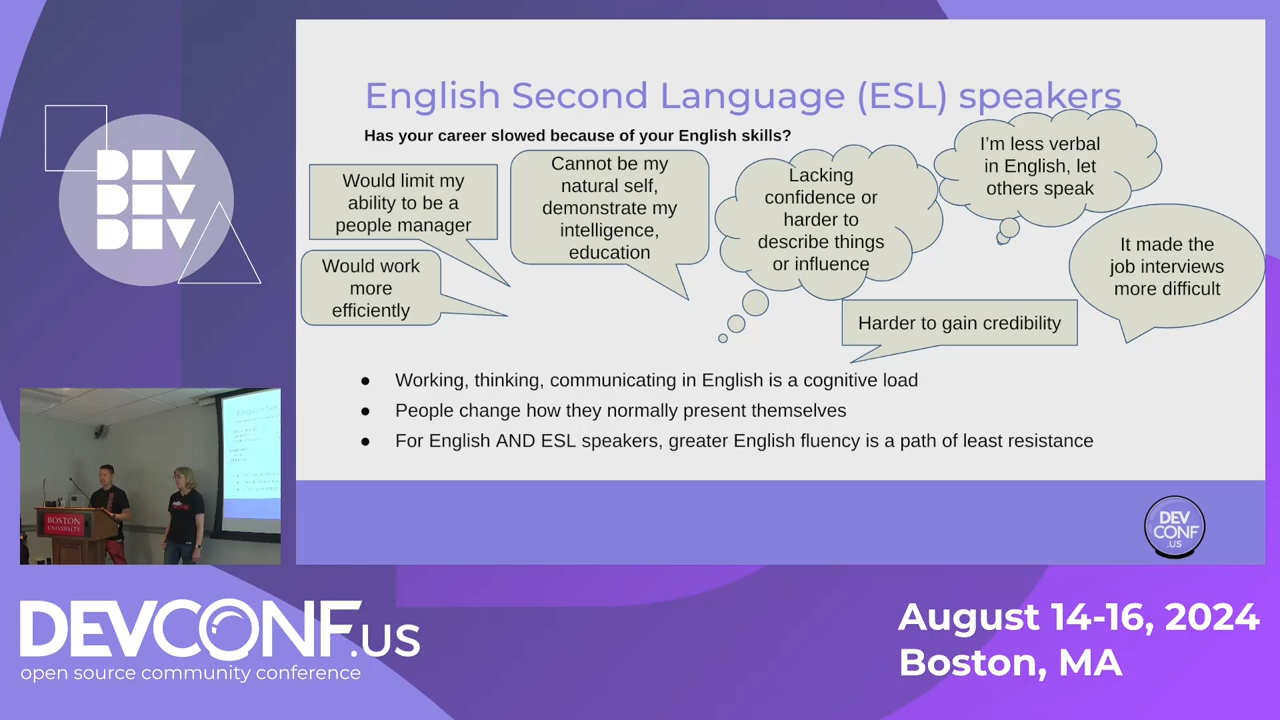 English Second Language (ESL) speakers
Has your career slowed because of your English skills?
Would limit my
ability to be a
people manager
Cannot be my
natural self,
demonstrate my
intelligence,
education
Lacking
confidence or
harder to
describe things
or influence
I'm less verbal
in English, let
others speak
Would work
more
efficiently
It made the
job interviews
more difficult
Harder to gain credibility
● Working, thinking, communicating in English is a cognitive load
● People change how they normally present themselves
● For English AND ESL speakers, greater English fluency is a path of least resistance
DEV
DEV
DEV
BOSTON
UNIVERSITY
DEV
CONF
.US
DEVCONF.US
open source community conference
August 14-16, 2024
Boston, MA